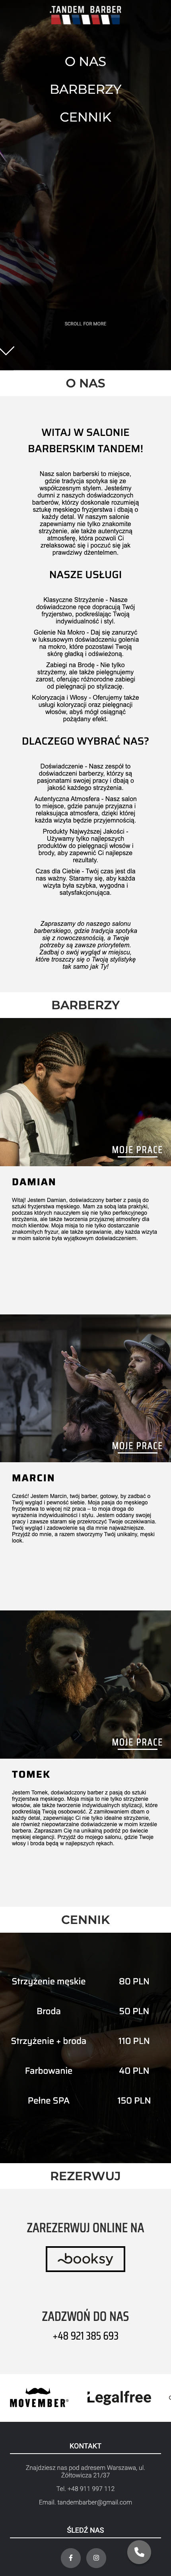 .TANDEM BARBER
O NAS
BARBERZY
CENNIK
SCROLL FOR MORE
O NAS
WITAJ W SALONIE
BARBERSKIM TANDEM!
Nasz salon barberski to miejsce,
gdzie tradycja spotyka się ze
współczesnym stylem. Jesteśmy
dumni z naszych doświadczonych
barberów, którzy doskonale rozumieją
sztukę męskiego fryzjerstwa i dbają o
każdy detal. W naszym salonie
zapewniamy nie tylko znakomite
strzyżenie, ale także autentyczną
atmosferę, która pozwoli Ci
zrelaksować się i poczuć się jak
prawdziwy dżentelmen.
NASZE USŁUGI
Klasyczne Strzyżenie - Nasze
doświadczone ręce dopracują Twój
fryzjerstwo, podkreślając Twoją
indywidualność i styl.
Golenie Na Mokro - Daj się zanurzyć
w luksusowym doświadczeniu golenia
na mokro, które pozostawi Twoją
skórę gładką i odświeżoną.
Zabiegi na Brodę - Nie tylko
strzyżemy, ale także pielęgnujemy
zarost, oferując różnorodne zabiegi
od pielęgnacji po stylizację.
Koloryzacja i Włosy - Oferujemy także
usługi koloryzacji oraz pielęgnacji
włosów, abyś mógł osiągnąć
pożądany efekt.
DLACZEGO WYBRAĆ NAS?
Doświadczenie - Nasz zespół to
doświadczeni barberzy, którzy są
pasjonatami swojej pracy i dbają o
jakość każdego strzyżenia.
Autentyczna Atmosfera - Nasz salon
to miejsce, gdzie panuje przyjazna i
relaksująca atmosfera, dzięki której
każda wizyta będzie przyjemnością.
Produkty Najwyższej Jakości -
Używamy tylko najlepszych
produktów do pielęgnacji włosów i
brody, aby zapewnić Ci najlepsze
rezultaty.
Czas dla Ciebie - Twój czas jest dla
nas ważny. Staramy się, aby każda
wizyta była szybka, wygodna i
satysfakcjonująca.
Zapraszamy do naszego salonu
barberskiego, gdzie tradycja spotyka
się z nowoczesnością, a Twoje
potrzeby są zawsze priorytetem.
Zadbaj o swój wygląd w miejscu,
które troszczy się o Twoją stylistykę
tak samo jak Ty!
BARBERZY
MOJE PRACE
DAMIAN
Witaj! Jestem Damian, doświadczony barber z pasją do
sztuki fryzjerstwa męskiego. Mam za sobą lata praktyki,
podczas których nauczyłem się nie tylko perfekcyjnego
strzyżenia, ale także tworzenia przyjaznej atmosfery dla
moich klientów. Moja misja to nie tylko dostarczanie
znakomitych fryzur, ale także sprawienie, aby każda wizyta
w moim salonie była wyjątkowym doświadczeniem.
MOJE PRACE
MARCIN
Cześć! Jestem Marcin, twój barber, gotowy, by zadbać o
Twój wygląd i pewność siebie. Moja pasja do męskiego
fryzjerstwa to więcej niż praca – to moja droga do
wyrażenia indywidualności i stylu. Jestem oddany swojej
pracy i zawsze staram się przekroczyć Twoje oczekiwania.
Twój wygląd i zadowolenie są dla mnie najważniejsze.
Przyjdź do mnie, a razem stworzymy Twój unikalny, męski
look.
MOJE PRACE
TOMEK
Jestem Tomek, doświadczony barber z pasją do sztuki
fryzjerstwa męskiego. Moja misja to nie tylko strzyżenie
włosów, ale także tworzenie indywidualnych stylizacji, które
podkreślają Twoją osobowość. Z zamiłowaniem dbam o
każdy detal, zapewniając Ci nie tylko idealne strzyżenie,
ale również niepowtarzalne doświadczenie w moim krześle
barbera. Zapraszam Cię na unikalną podróż po świecie
męskiej elegancji. Przyjdź do mojego salonu, gdzie Twoje
włosy i broda będą w najlepszych rękach.
CENNIK
Strzyżenie męskie 80 PLN
Broda 50 PLN
Strzyżenie + broda 110 PLN
Farbowanie 40 PLN
Pełne SPA 150 PLN
REZERWUJ
ZAREZERWUJ ONLINE NA
booksy
ZADZWOŃ DO NAS
+48 921 385 693
MOVEMBER®
Legalfree
KONTAKT
Znajdziesz nas pod adresem Warszawa, ul.
Żółtowicza 21/37
Tel. +48 911 997 112
Email. tandembarber@gmail.com
ŚLEDŹ NAS